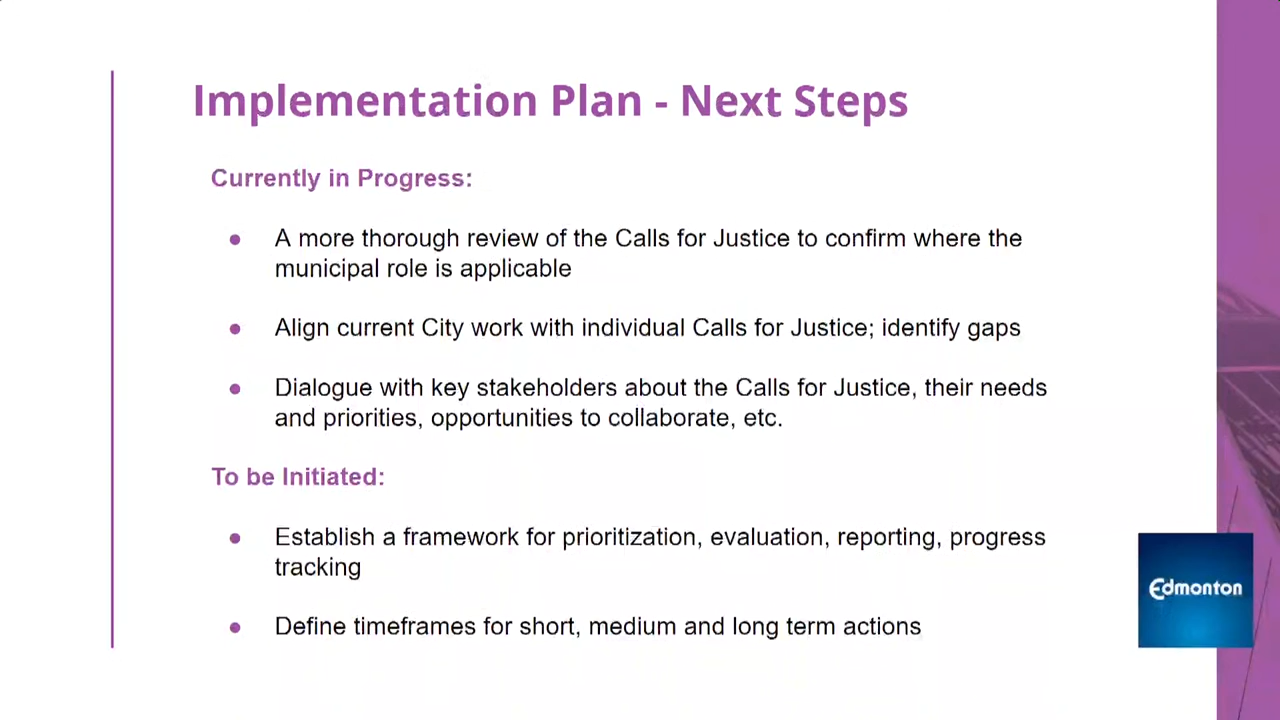 Implementation Plan - Next Steps
Currently in Progress:
● A more thorough review of the Calls for Justice to confirm where the
municipal role is applicable
● Align current City work with individual Calls for Justice; identify gaps
● Dialogue with key stakeholders about the Calls for Justice, their needs
and priorities, opportunities to collaborate, etc.
To be Initiated:
● Establish a framework for prioritization, evaluation, reporting, progress
tracking
● Define timeframes for short, medium and long term actions
Edmonton